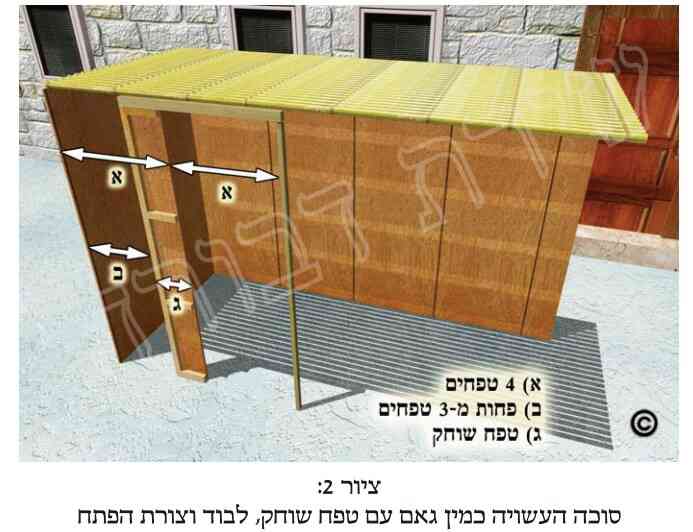 א
א
ב
ג
א) 4 טפחים
ב) פחות מ-3 טפחים
ג) טפח שוחק
©
ציור 2:
סוכה העשויה כמין גאם עם טפח שוחק, לבוד וצורת הפתח